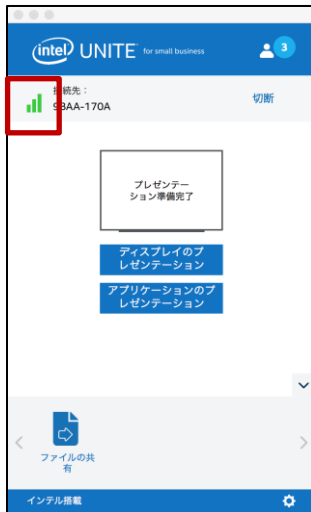 intel UNITE for small business
3
接続先：
9BAA-170A
切断
プレゼンテー
ション準備完了
ディスプレイのプ
レゼンテーション
アプリケーションのプ
レゼンテーション
ファイルの共
有
インテル搭載